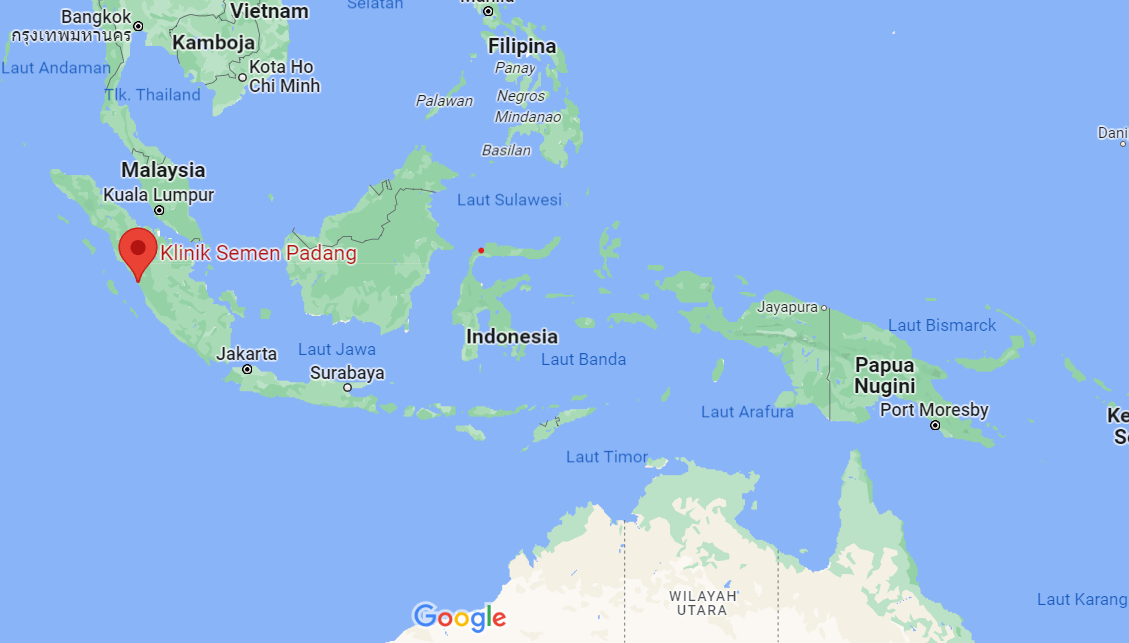 Vietnam
Selatan
Bangkok
กรุงเทพมหานคร
Kamboja
Filipina
Laut Andaman
Kota Ho
Chi Minh
Panay
Tlk. Thailand
Palawan
Negros
Mindanao
Basilan
Malaysia
Kuala Lumpur
Laut Sulawesi
Klinik Semen Padang
Jayapura
Laut Bismarck
Indonesia
Jakarta
Laut Jawa
Laut Banda
Surabaya
Papua
Nugini
Laut Arafura
Port Moresby
Laut Timor
WILAYAH
UTARA
Laut Karang
Google